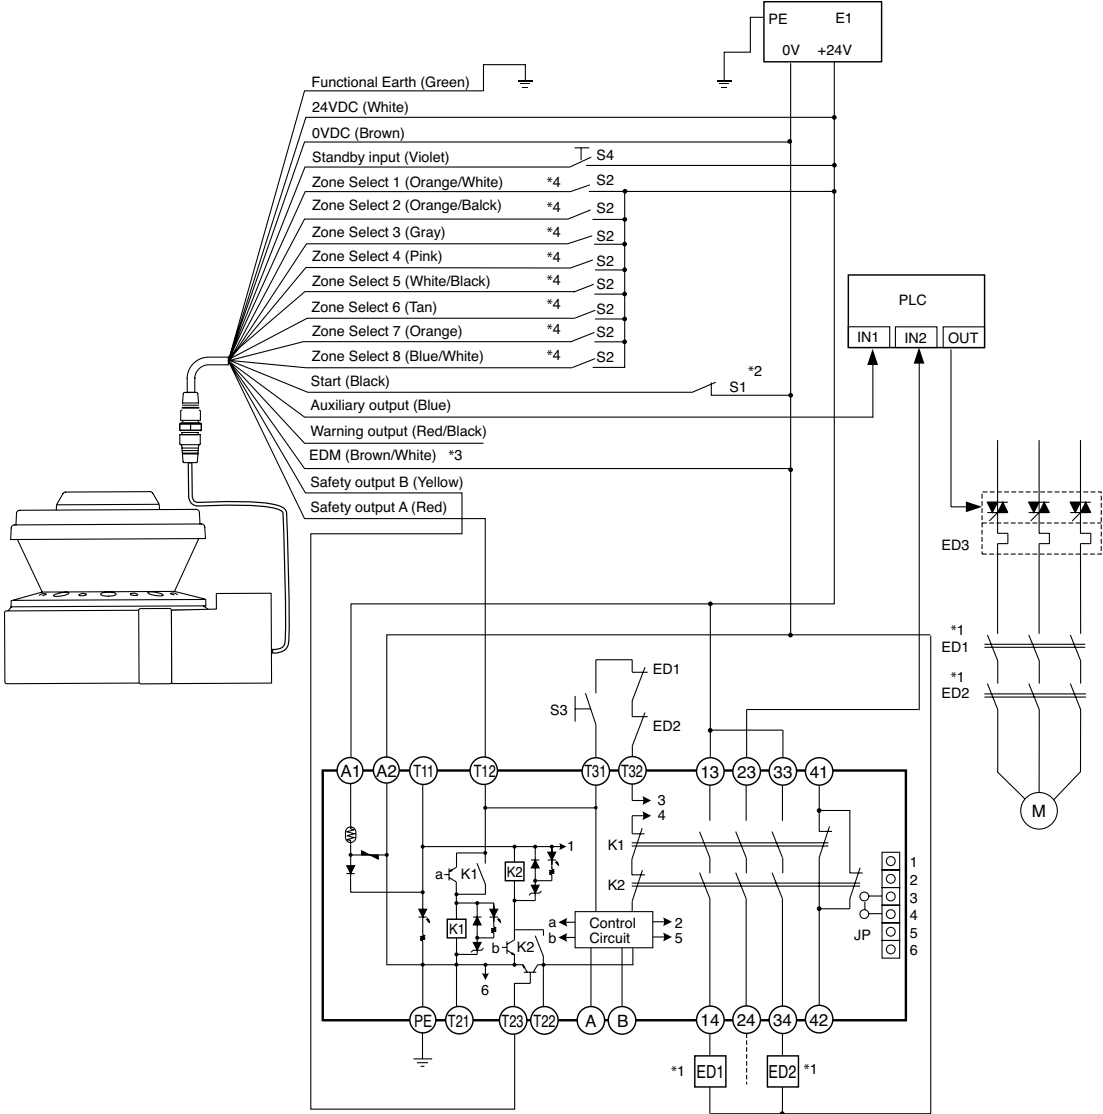 PE E1
0V +24V
Functional Earth (Green)
24VDC (White)
0VDC (Brown)
Standby input (Violet) S4
Zone Select 1 (Orange/White) *4 S2
Zone Select 2 (Orange/Balck) *4 S2
Zone Select 3 (Gray) *4 S2
Zone Select 4 (Pink) *4 S2
Zone Select 5 (White/Black) *4 S2
Zone Select 6 (Tan) *4 S2
Zone Select 7 (Orange) *4 S2
Zone Select 8 (Blue/White) *4 S2
Start (Black) S1 *2
Auxiliary output (Blue)
Warning output (Red/Black)
EDM (Brown/White) *3
Safety output B (Yellow)
Safety output A (Red)
PLC
IN1 IN2 OUT
ED3
*1
ED1
*1
ED2
M
ED1
S3
ED2
A1 A2 T11 T12 T31 T32 13 23 33 41
3
4
K1
1
a K1 K2
K2
K1
b K2
a Control 2
b Circuit 5
6
1
2
3
4
5
6
JP
PE T21 T23 T22 A B 14 24 34 42
*1 ED1 ED2 *1